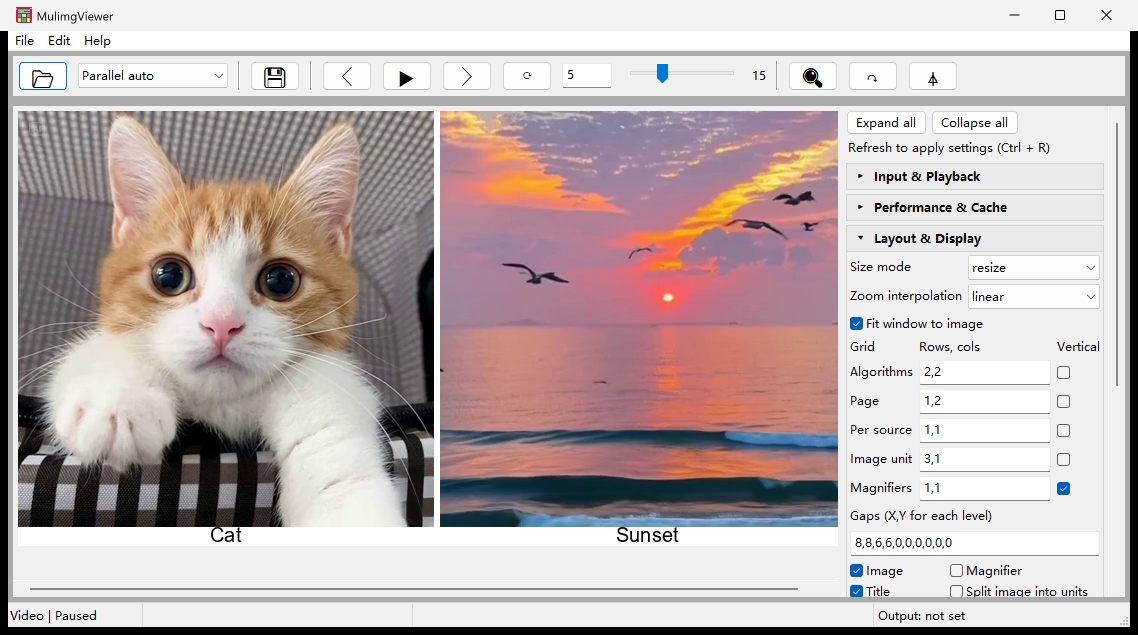 MulimgViewer
File Edit Help
Parallel auto
5
15
Expand all Collapse all
Refresh to apply settings (Ctrl + R)
Input & Playback
Performance & Cache
Layout & Display
Size mode resize
Zoom interpolation linear
Fit window to image
Grid Rows, cols Vertical
Algorithms 2,2
Page 1,2
Per source 1,1
Image unit 3,1
Magnifiers 1,1
Gaps (X,Y for each level)
8,8,6,6,0,0,0,0,0,0
Image Magnifier
Title Split image into units
Cat Sunset
Video | Paused Output: not set